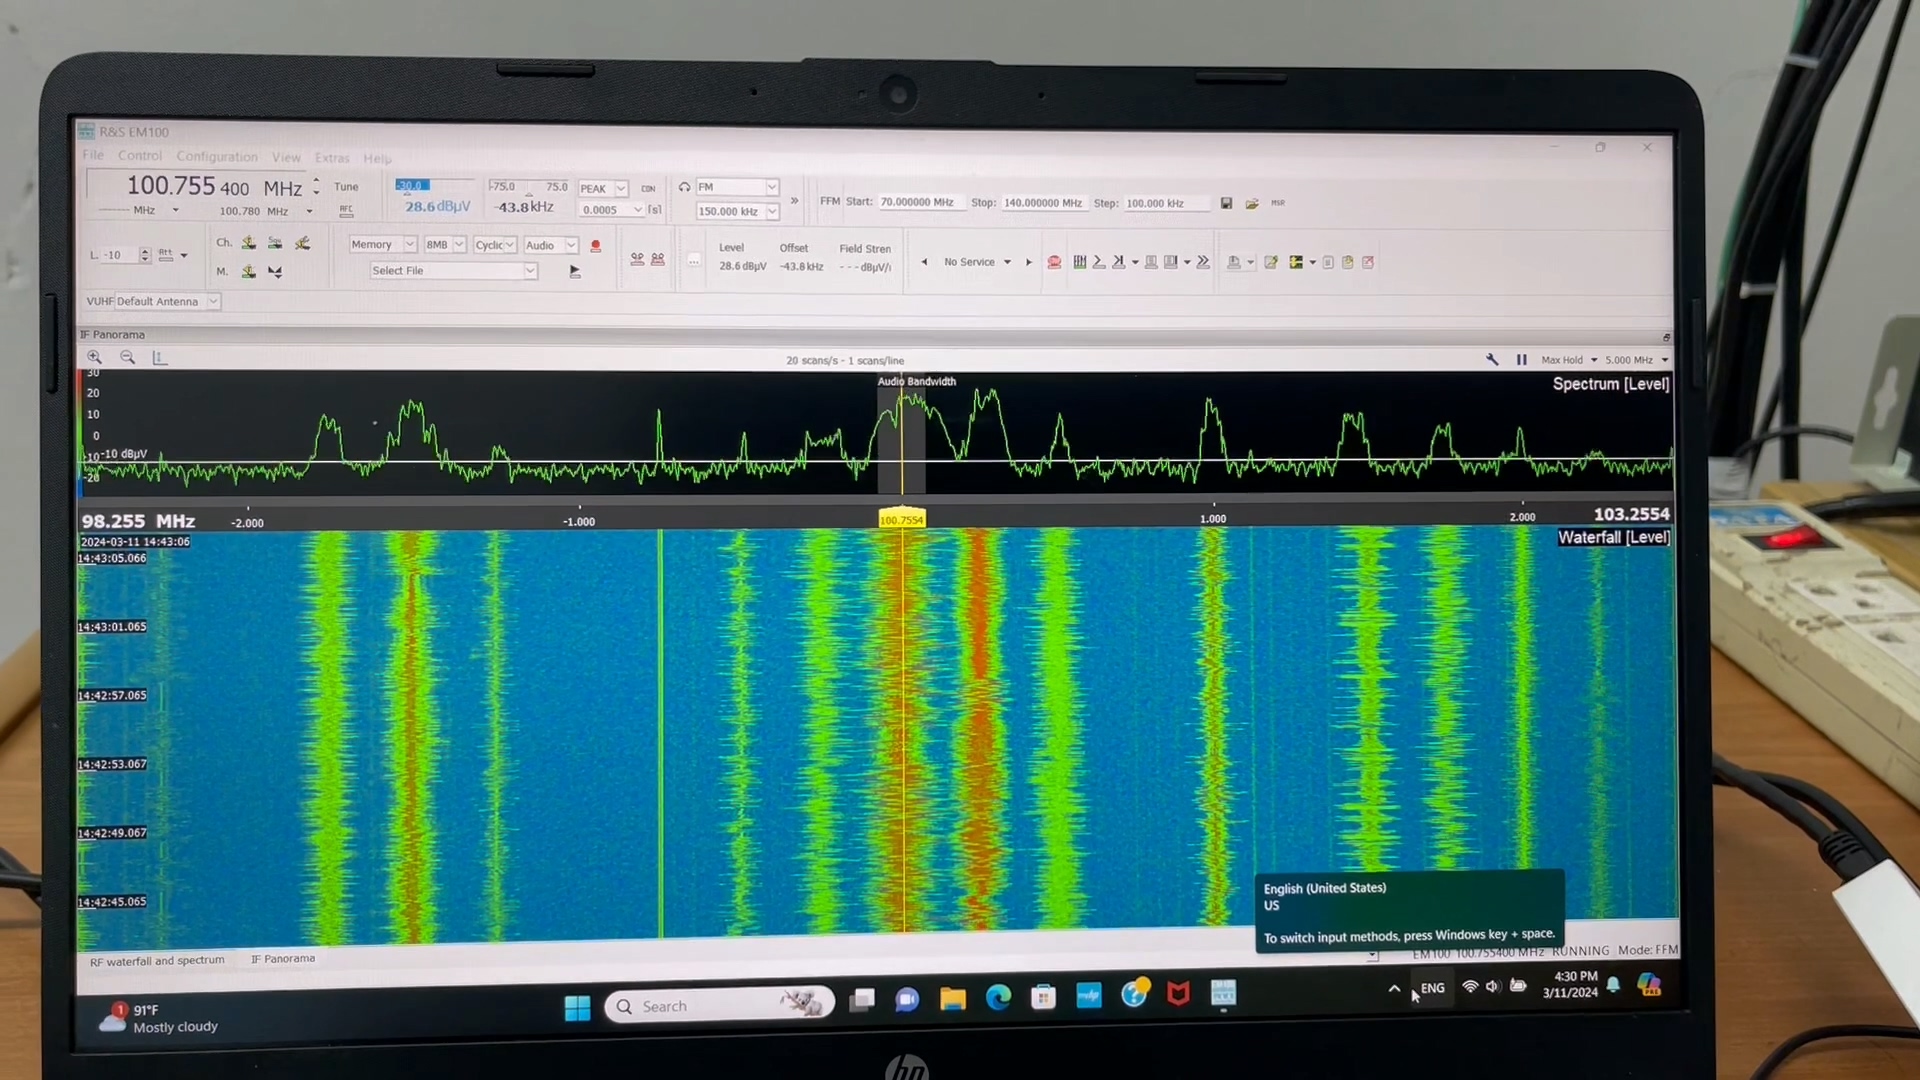 R&S EM100
File Control Configuration View Extras Help
100.755 400 MHz Tune
-30.0
-75.0 75.0 PEAK CON FM
28.6 dBµV -43.8 kHz 0.0005 [s] 150.000 kHz
FFM Start: 70.000000 MHz Stop: 140.000000 MHz Step: 100.000 kHz MSR
MHz 100.780 MHz AFC
L. -10 Att Ch. Squ M.
Memory 8MB Cyclic Audio
Select File
Level Offset Field Stren
28.6 dBµV -43.8 kHz - - - dBµV/
No Service
VUHF Default Antenna
IF Panorama
20 scans/s - 1 scans/line
Max Hold 5.000 MHz
Audio Bandwidth
Spectrum [Level]
30
20
10
0
-10 -10 dBµV
-20
98.255 MHz -2.000 -1.000 100.7554 1.000 2.000 103.2554
2024-03-11 14:43:06
Waterfall [Level]
14:43:05.066
14:43:01.065
14:42:57.065
14:42:53.067
14:42:49.067
14:42:45.065
English (United States)
US
To switch input methods, press Windows key + space.
RF waterfall and spectrum IF Panorama
EM100 100.755400 MHz RUNNING Mode: FFM
1
91°F
Mostly cloudy
Search
ENG
4:30 PM
3/11/2024
hp